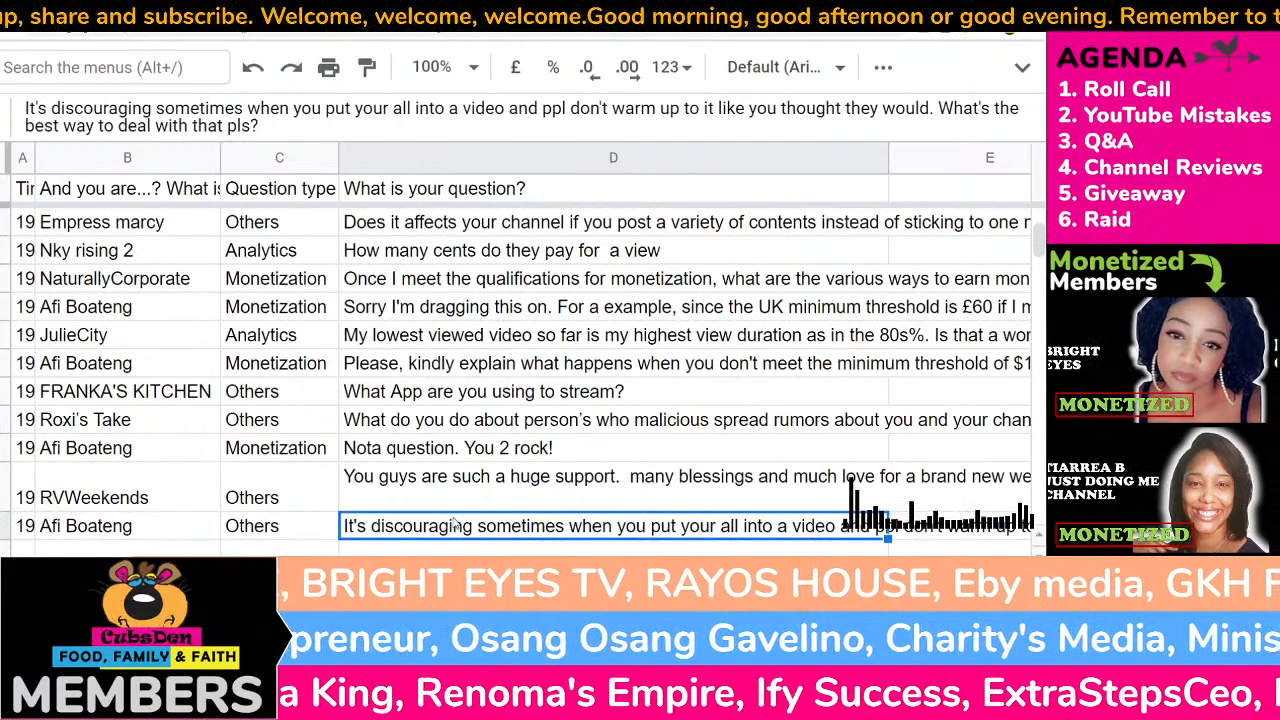 up, share and subscribe. Welcome, welcome, welcome.Good morning, good afternoon or good evening. Remember to t
Search the menus (Alt+/)
100%
£
%
.0
.00
123
Default (Ari...
It's discouraging sometimes when you put your all into a video and ppl don't warm up to it like you thought they would. What's the
best way to deal with that pls?
A B C D E
Tir And you are...? What is Question type What is your question?
19 Empress marcy Others Does it affects your channel if you post a variety of contents instead of sticking to one n
19 Nky rising 2 Analytics How many cents do they pay for a view
19 NaturallyCorporate Monetization Once I meet the qualifications for monetization, what are the various ways to earn mon
19 Afi Boateng Monetization Sorry I'm dragging this on. For a example, since the UK minimum threshold is £60 if I m
19 JulieCity Analytics My lowest viewed video so far is my highest view duration as in the 80s%. Is that a wor
19 Afi Boateng Monetization Please, kindly explain what happens when you don't meet the minimum threshold of $1
19 FRANKA'S KITCHEN Others What App are you using to stream?
19 Roxi's Take Others What do you do about person's who malicious spread rumors about you and your chan
19 Afi Boateng Monetization Nota question. You 2 rock!
19 RVWeekends Others You guys are such a huge support. many blessings and much love for a brand new we
19 Afi Boateng Others It's discouraging sometimes when you put your all into a video and ppl don't warm up to
AGENDA
1. Roll Call
2. YouTube Mistakes
3. Q&A
4. Channel Reviews
5. Giveaway
6. Raid
Monetized
Members
BRIGHT
EYES
MONETIZED
TIARREA B
JUST DOING ME
CHANNEL
MONETIZED
CubsDen
FOOD, FAMILY & FAITH
MEMBERS
, BRIGHT EYES TV, RAYOS HOUSE, Eby media, GKH F
preneur, Osang Osang Gavelino, Charity's Media, Minis
a King, Renoma's Empire, Ify Success, ExtraStepsCeo,